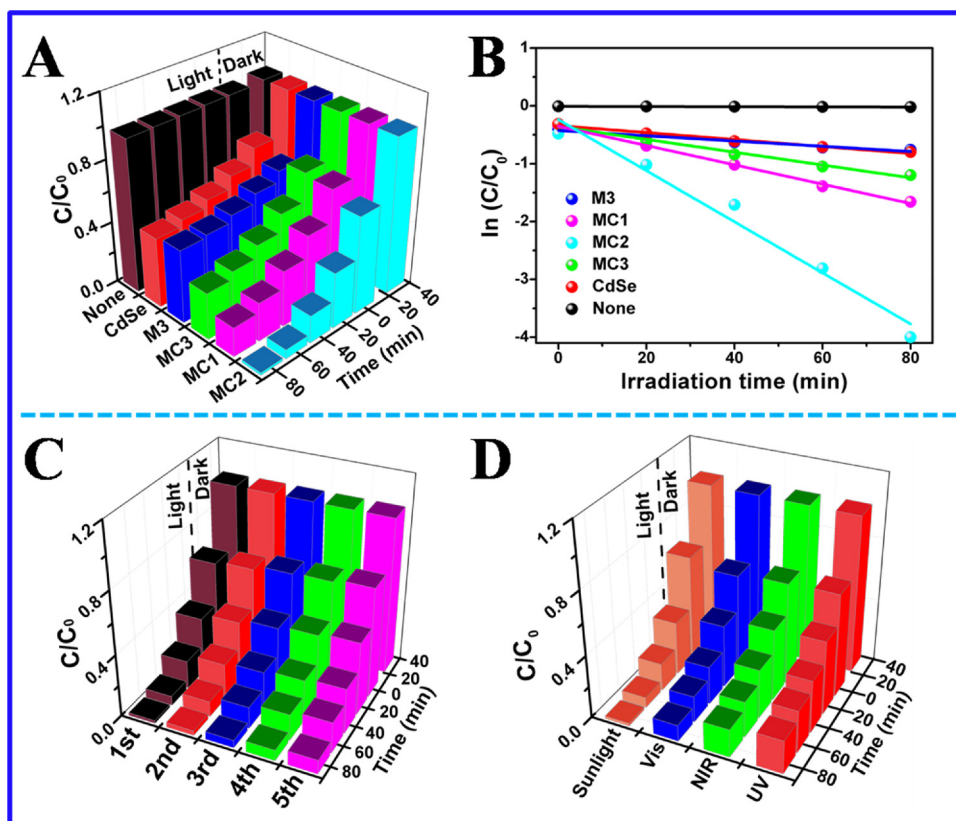 A
Light
Dark
C/C₀
1.2
0.8
0.4
0.0
None
CdSe
M3
MC3
MC1
MC2
80
60
40
20
0
20
40
Time (min)
B
ln (C/C₀)
1
0
-1
-2
-3
-4
M3
MC1
MC2
MC3
CdSe
None
0
20
40
60
80
Irradiation time (min)
C
Light
Dark
C/C₀
1.2
0.8
0.4
0.0
1st
2nd
3rd
4th
5th
80
60
40
20
0
20
40
Time (min)
D
Light
Dark
C/C₀
1.2
0.8
0.4
0.0
Sunlight
Vis
NIR
UV
80
60
40
20
0
20
40
Time (min)